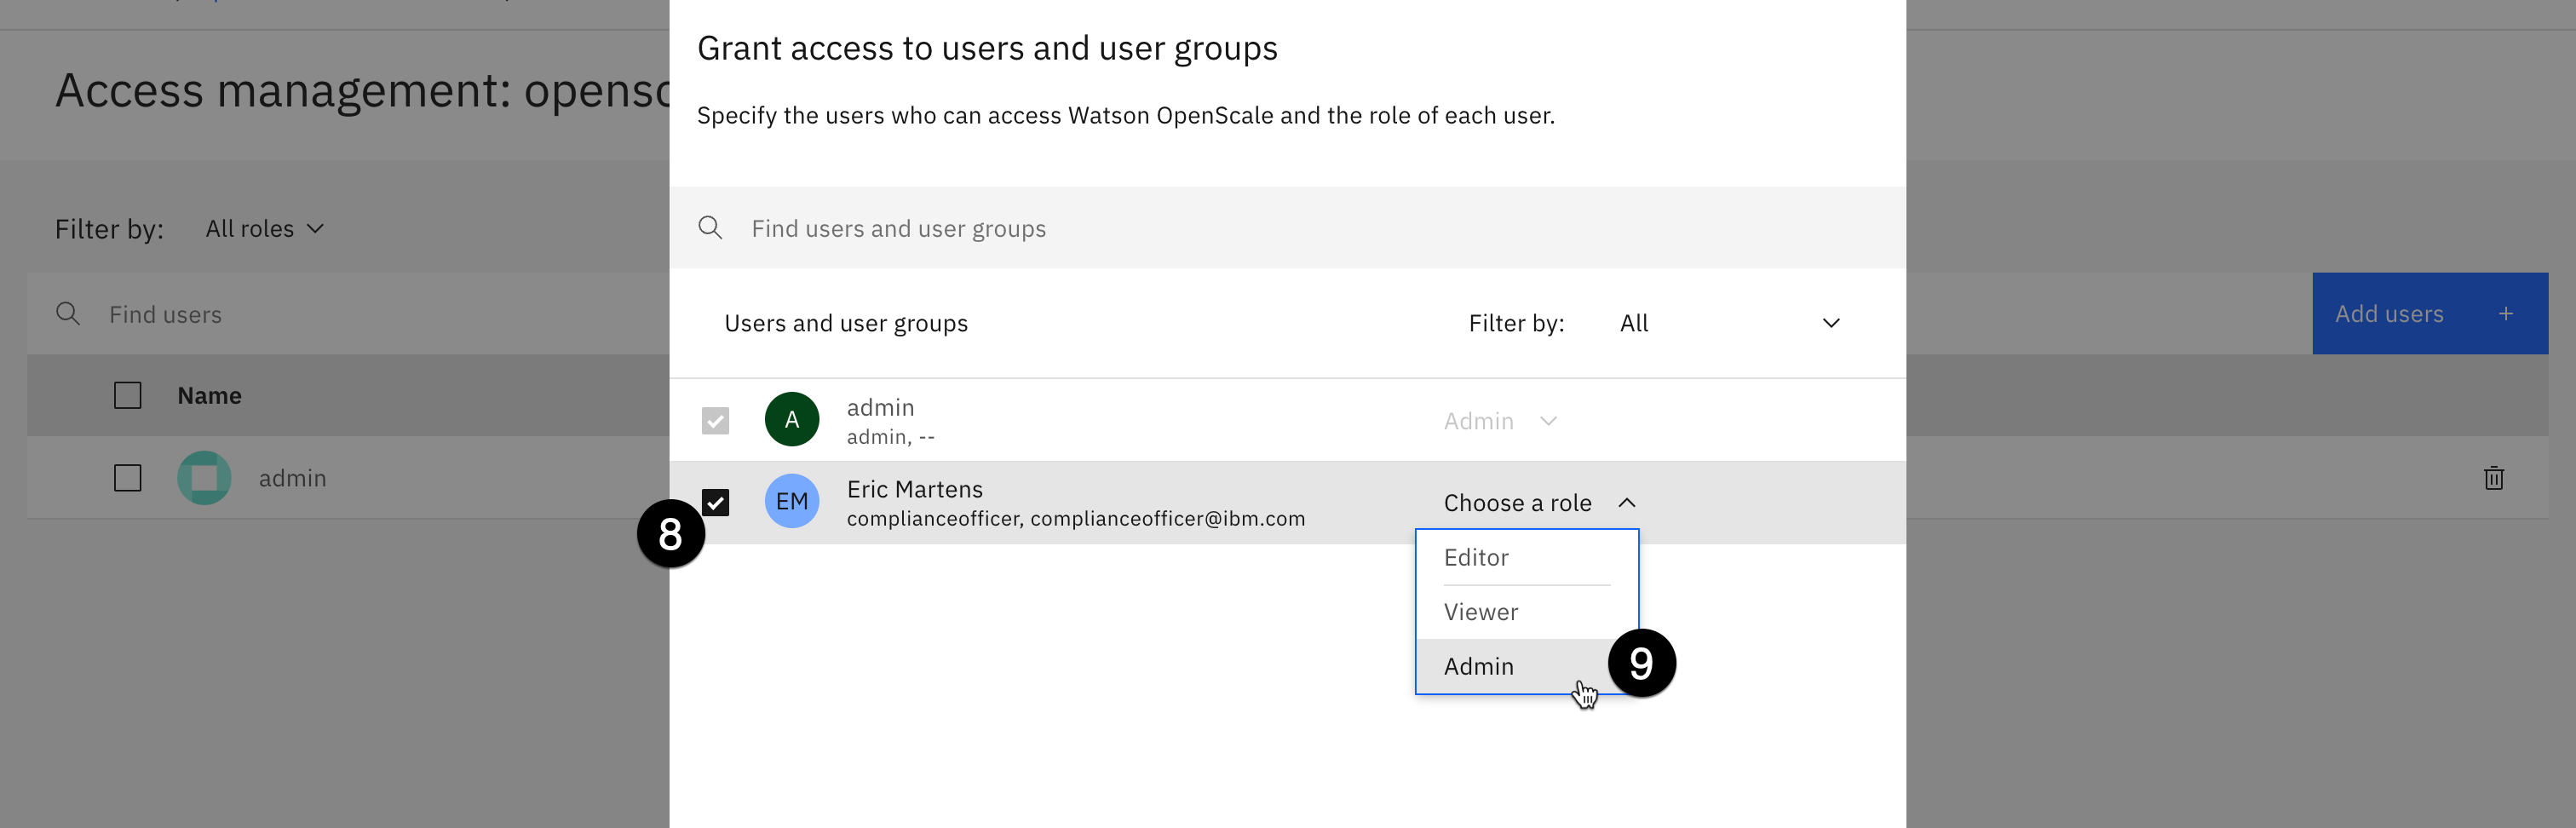 Grant access to users and user groups
Access management: opensc
Specify the users who can access Watson OpenScale and the role of each user.
Filter by: All roles
Find users and user groups
Find users
Add users +
Users and user groups
Filter by: All
Name
A admin
admin, --
Admin
admin
EM Eric Martens
complianceofficer, complianceofficer@ibm.com
Choose a role
8
Editor
Viewer
Admin
9